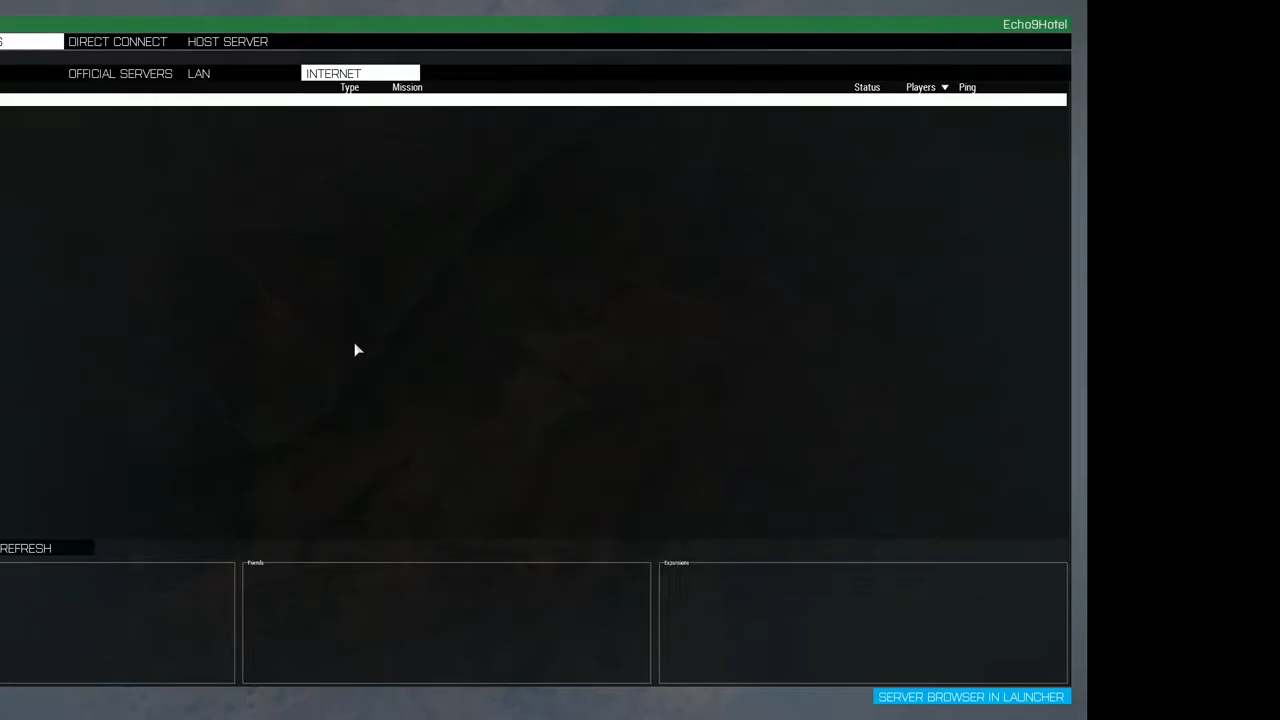 Echo9Hotel
S DIRECT CONNECT HOST SERVER
OFFICIAL SERVERS LAN INTERNET
Type Mission Status Players Ping
REFRESH
Friends Expansions
SERVER BROWSER IN LAUNCHER